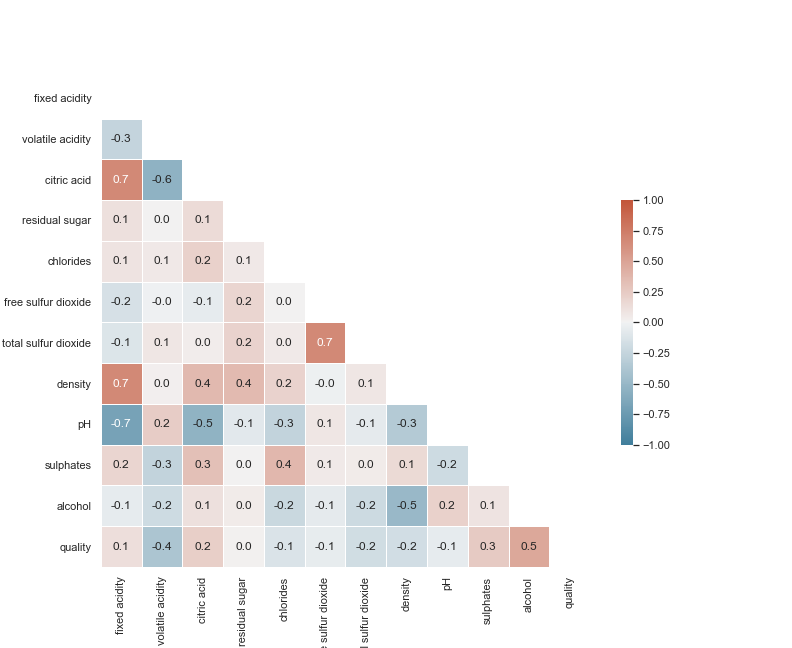 fixed acidity
volatile acidity -0.3
citric acid 0.7 -0.6
residual sugar 0.1 0.0 0.1
chlorides 0.1 0.1 0.2 0.1
free sulfur dioxide -0.2 -0.0 -0.1 0.2 0.0
total sulfur dioxide -0.1 0.1 0.0 0.2 0.0 0.7
density 0.7 0.0 0.4 0.4 0.2 -0.0 0.1
pH -0.7 0.2 -0.5 -0.1 -0.3 0.1 -0.1 -0.3
sulphates 0.2 -0.3 0.3 0.0 0.4 0.1 0.0 0.1 -0.2
alcohol -0.1 -0.2 0.1 0.0 -0.2 -0.1 -0.2 -0.5 0.2 0.1
quality 0.1 -0.4 0.2 0.0 -0.1 -0.1 -0.2 -0.2 -0.1 0.3 0.5
fixed acidity
volatile acidity
citric acid
residual sugar
chlorides
sulfur dioxide
sulfur dioxide
density
pH
sulphates
alcohol
quality
1.00
0.75
0.50
0.25
0.00
−0.25
−0.50
−0.75
−1.00